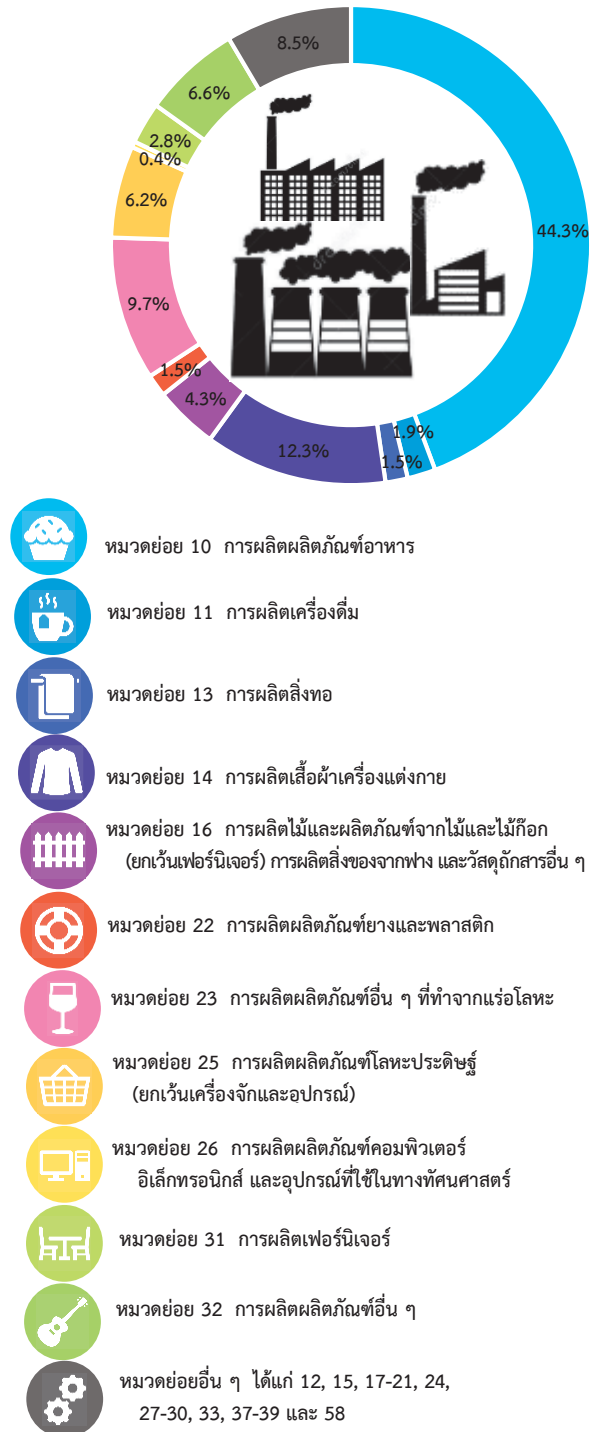 8.5%
6.6%
2.8%
0.4%
6.2%
44.3%
9.7%
1.5%
4.3%
12.3%
1.5%
1.9%
หมวดย่อย 10 การผลิตผลิตภัณฑ์อาหาร
หมวดย่อย 11 การผลิตเครื่องดื่ม
หมวดย่อย 13 การผลิตสิ่งทอ
หมวดย่อย 14 การผลิตเสื้อผ้าเครื่องแต่งกาย
หมวดย่อย 16 การผลิตไม้และผลิตภัณฑ์จากไม้และไม้ก๊อก
(ยกเว้นเฟอร์นิเจอร์) การผลิตสิ่งของจากฟาง และวัสดุถักสารอื่น ๆ
หมวดย่อย 22 การผลิตผลิตภัณฑ์ยางและพลาสติก
หมวดย่อย 23 การผลิตผลิตภัณฑ์อื่น ๆ ที่ทำจากแร่อโลหะ
หมวดย่อย 25 การผลิตผลิตภัณฑ์โลหะประดิษฐ์
(ยกเว้นเครื่องจักและอุปกรณ์)
หมวดย่อย 26 การผลิตผลิตภัณฑ์คอมพิวเตอร์
อิเล็กทรอนิกส์ และอุปกรณ์ที่ใช้ในทางทัศนศาสตร์
หมวดย่อย 31 การผลิตเฟอร์นิเจอร์
หมวดย่อย 32 การผลิตผลิตภัณฑ์อื่น ๆ
หมวดย่อยอื่น ๆ ได้แก่ 12, 15, 17-21, 24,
27-30, 33, 37-39 และ 58